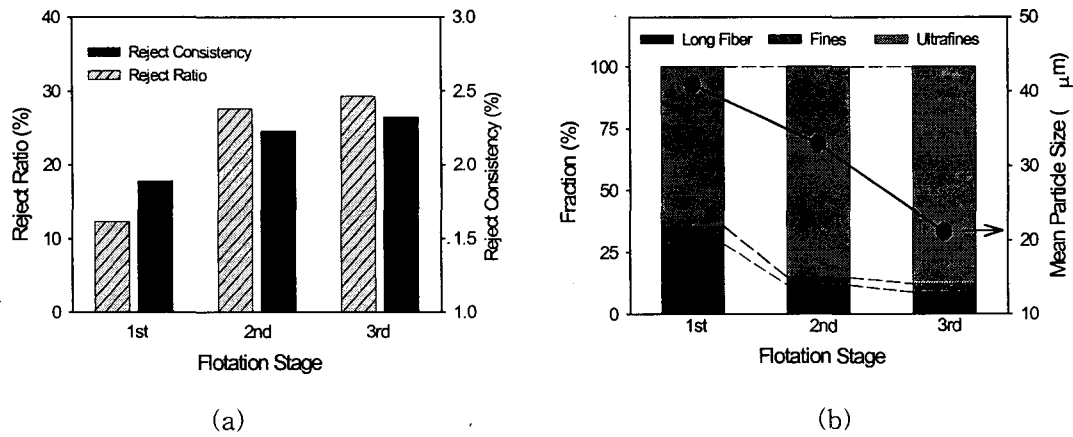 40
30
20
10
0
Reject Ratio (%)
Reject Consistency
Reject Ratio
3.0
2.5
2.0
1.5
1.0
Reject Consistency (%)
1st 2nd 3rd
Flotation Stage
(a)
Long Fiber Fines Ultrafines
100
75
50
25
0
Fraction (%)
50
40
30
20
10
Mean Particle Size ( μm)
1st 2nd 3rd
Flotation Stage
(b)